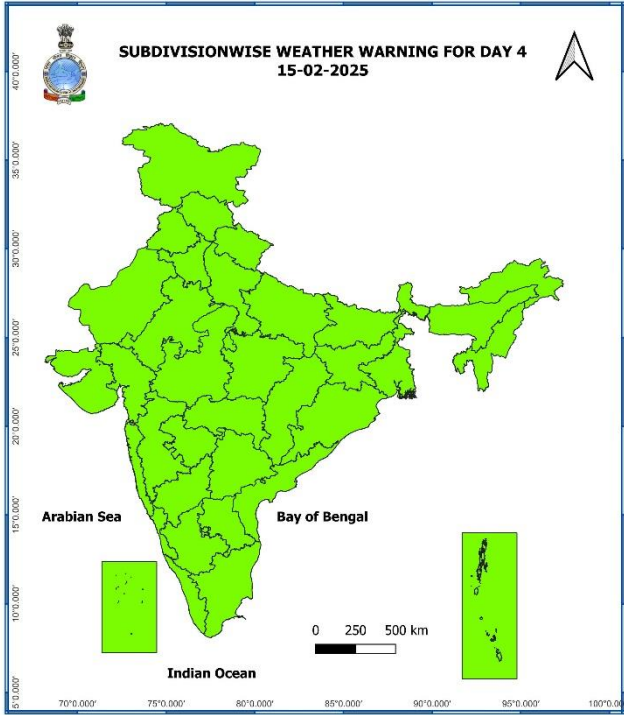 SUBDIVISIONWISE WEATHER WARNING FOR DAY 4
15-02-2025
40°0.000'
35°0.000'
30°0.000'
25°0.000'
20°0.000'
15°0.000'
10°0.000'
5°0.000'
Arabian Sea
Bay of Bengal
0 250 500 km
Indian Ocean
70°0.000' 75°0.000' 80°0.000' 85°0.000' 90°0.000' 95°0.000' 100°0.000'